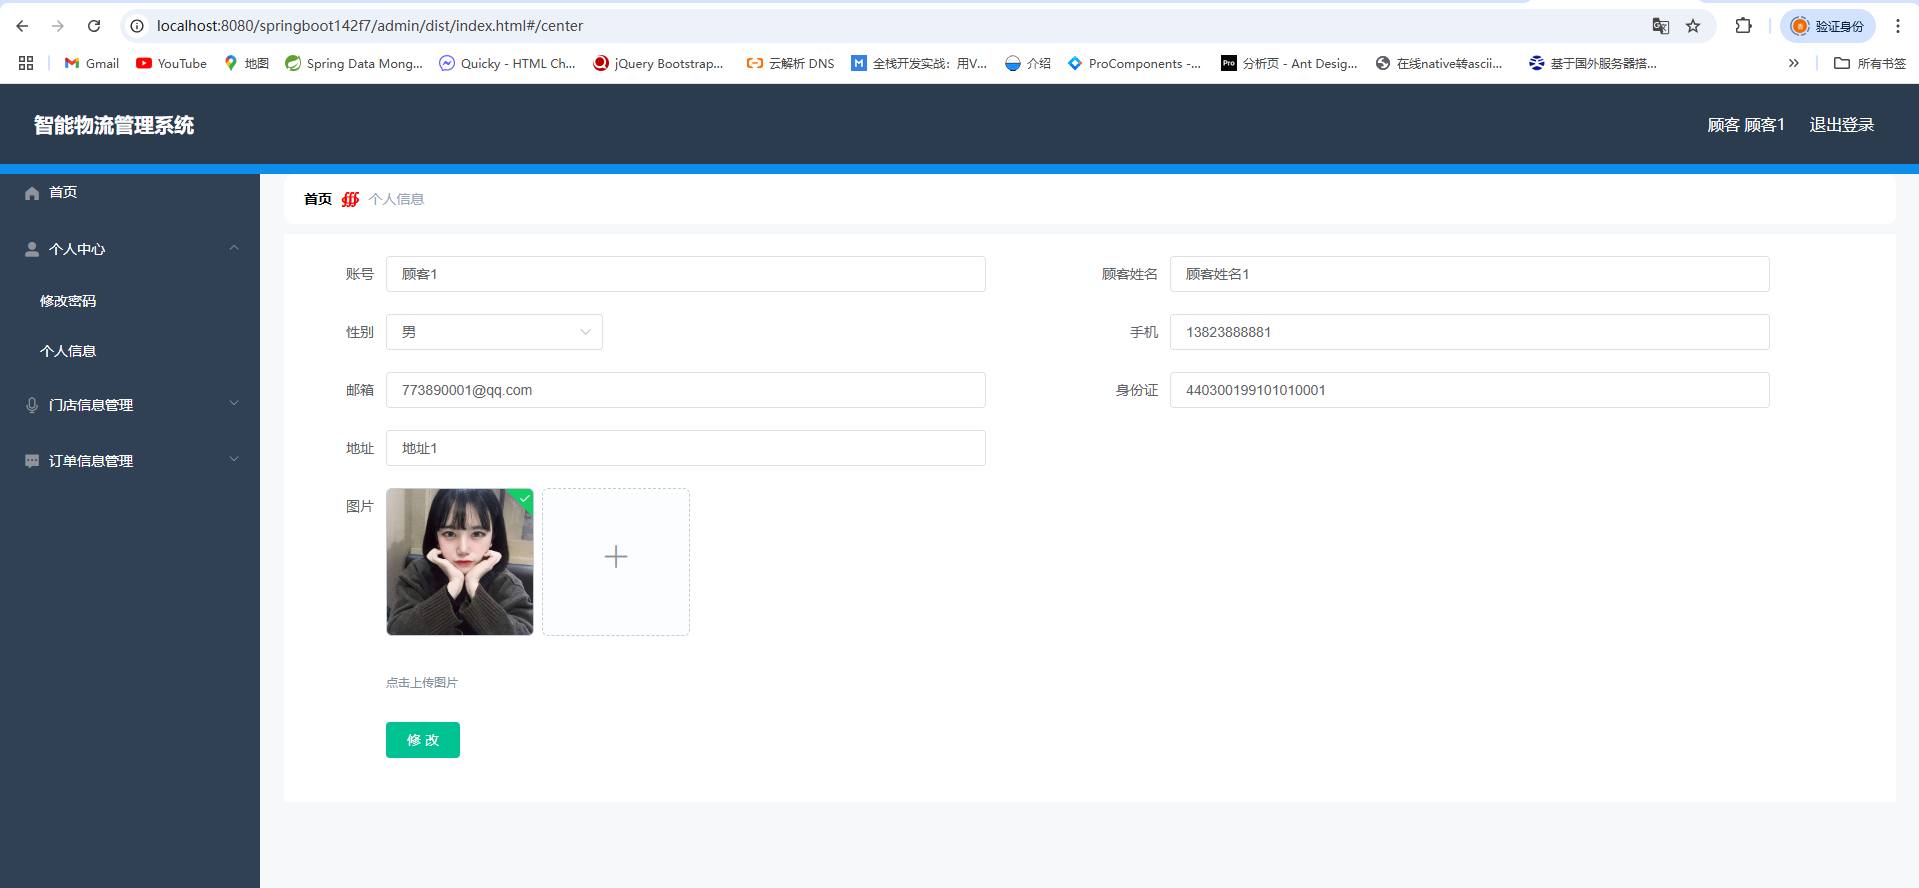 localhost:8080/springboot142f7/admin/dist/index.html#/center
验证身份
Gmail
YouTube
地图
Spring Data Mong...
Quicky - HTML Ch...
jQuery Bootstrap...
云解析 DNS
全栈开发实战：用V...
介绍
ProComponents -...
Pro
分析页 - Ant Desig...
在线native转ascii...
基于国外服务器搭...
所有书签
智能物流管理系统
顾客 顾客1
退出登录
首页
个人中心
修改密码
个人信息
门店信息管理
订单信息管理
首页 个人信息
账号 顾客1
顾客姓名 顾客姓名1
性别 男
手机 13823888881
邮箱 773890001@qq.com
身份证 440300199101010001
地址 地址1
图片
点击上传图片
修 改